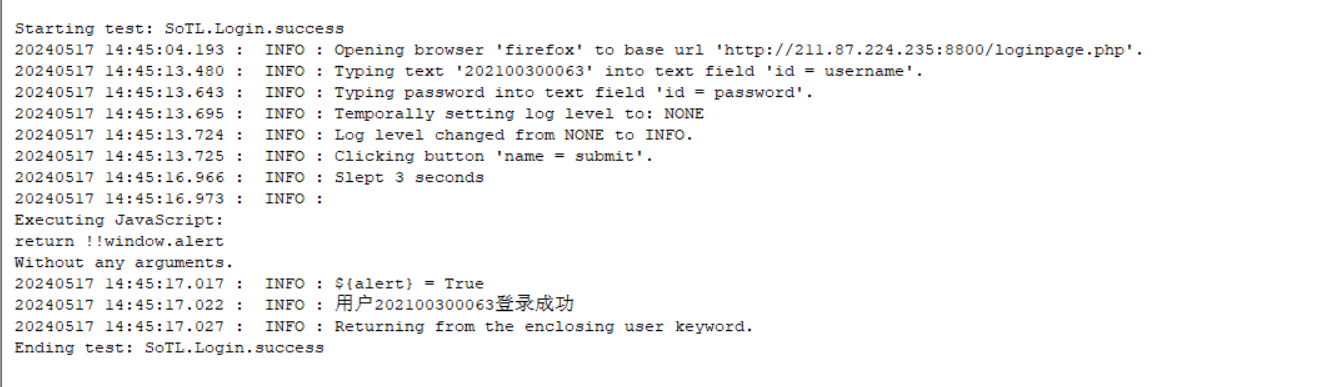 Starting test: SoTL.Login.success
20240517 14:45:04.193 :  INFO : Opening browser 'firefox' to base url 'http://211.87.224.235:8800/loginpage.php'.
20240517 14:45:13.480 :  INFO : Typing text '202100300063' into text field 'id = username'.
20240517 14:45:13.643 :  INFO : Typing password into text field 'id = password'.
20240517 14:45:13.695 :  INFO : Temporally setting log level to: NONE
20240517 14:45:13.724 :  INFO : Log level changed from NONE to INFO.
20240517 14:45:13.725 :  INFO : Clicking button 'name = submit'.
20240517 14:45:16.966 :  INFO : Slept 3 seconds
20240517 14:45:16.973 :  INFO :
Executing JavaScript:
return !!window.alert
Without any arguments.
20240517 14:45:17.017 :  INFO : ${alert} = True
20240517 14:45:17.022 :  INFO : 用户202100300063登录成功
20240517 14:45:17.027 :  INFO : Returning from the enclosing user keyword.
Ending test: SoTL.Login.success